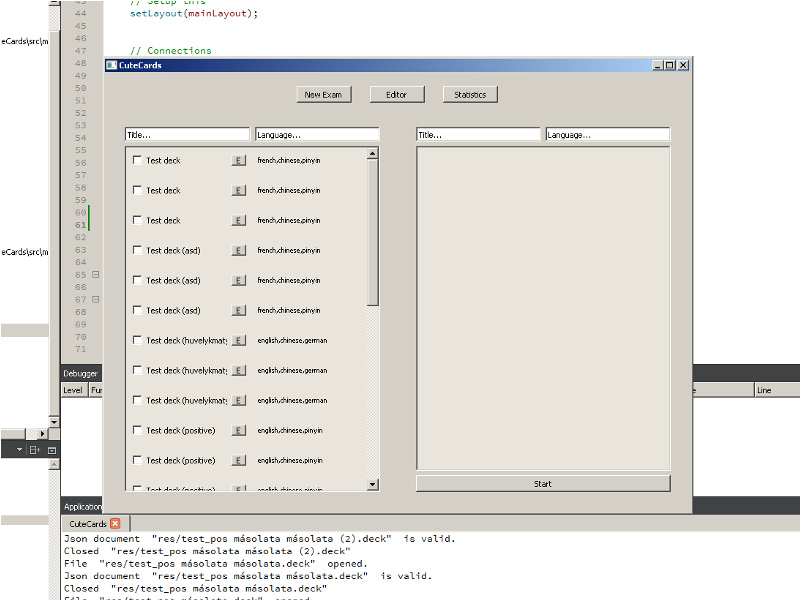 43 // Setup this
44 setLayout(mainLayout);
45
46
47 // Connections
eCards\src\m
48
49
50
51
52
53
54
55
56
57
58
59
60
61
62
63
64
65
66
67
68
69
70
71
eCards\src\m
CuteCards
New Exam Editor Statistics
Title... Language...
Test deck E french,chinese,pinyin
Test deck E french,chinese,pinyin
Test deck E french,chinese,pinyin
Test deck (asd) E french,chinese,pinyin
Test deck (asd) E french,chinese,pinyin
Test deck (asd) E french,chinese,pinyin
Test deck (huvelykmaty E english,chinese,german
Test deck (huvelykmaty E english,chinese,german
Test deck (huvelykmaty E english,chinese,german
Test deck (positive) E english,chinese,pinyin
Test deck (positive) E english,chinese,pinyin
Test deck (positive) E english,chinese,pinyin
Title... Language...
Start
Debugger
Level Fun
e Line
Application
CuteCards
Json document "res/test_pos másolata másolata (2).deck" is valid.
Closed "res/test_pos másolata másolata (2).deck"
File "res/test_pos másolata másolata.deck" opened.
Json document "res/test_pos másolata másolata.deck" is valid.
Closed "res/test_pos másolata másolata.deck"
File "res/test_pos másolata.deck" opened.